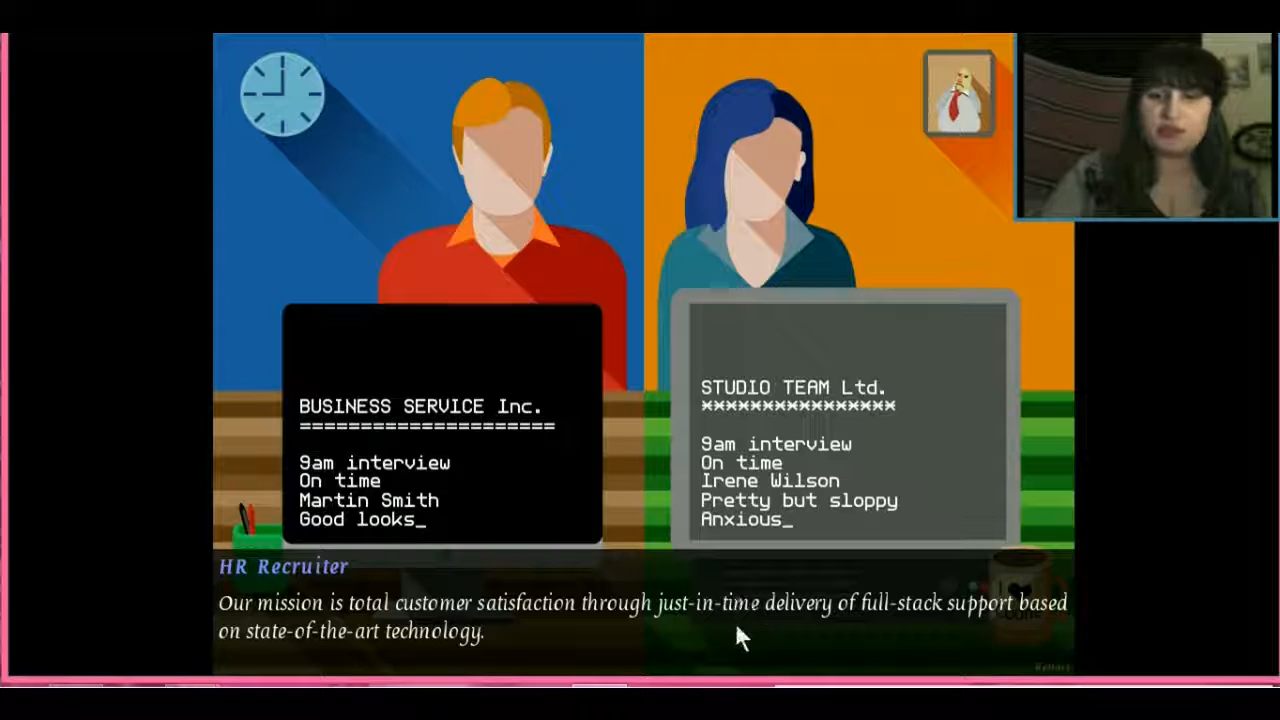 BUSINESS SERVICE Inc.
=====================
9am interview
On time
Martin Smith
Good looks_
STUDIO TEAM Ltd.
****************
9am interview
On time
Irene Wilson
Pretty but sloppy
Anxious_
HR Recruiter
Our mission is total customer satisfaction through just-in-time delivery of full-stack support based
on state-of-the-art technology.